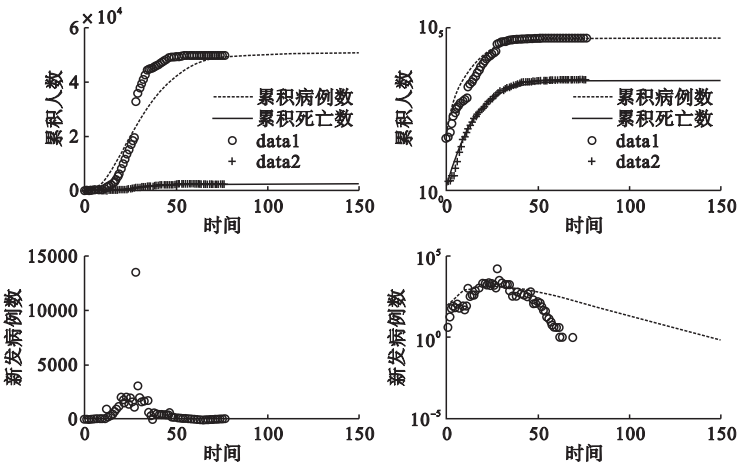 6 ×10⁴
4
2
0
累积人数
累积病例数
累积死亡数
data1
data2
0 50 100 150
时间
10⁵
10⁰
累积人数
累积病例数
累积死亡数
data1
data2
0 50 100 150
时间
15000
10000
5000
0
新发病例数
0 50 100 150
时间
10⁵
10⁰
10⁻⁵
新发病例数
0 50 100 150
时间